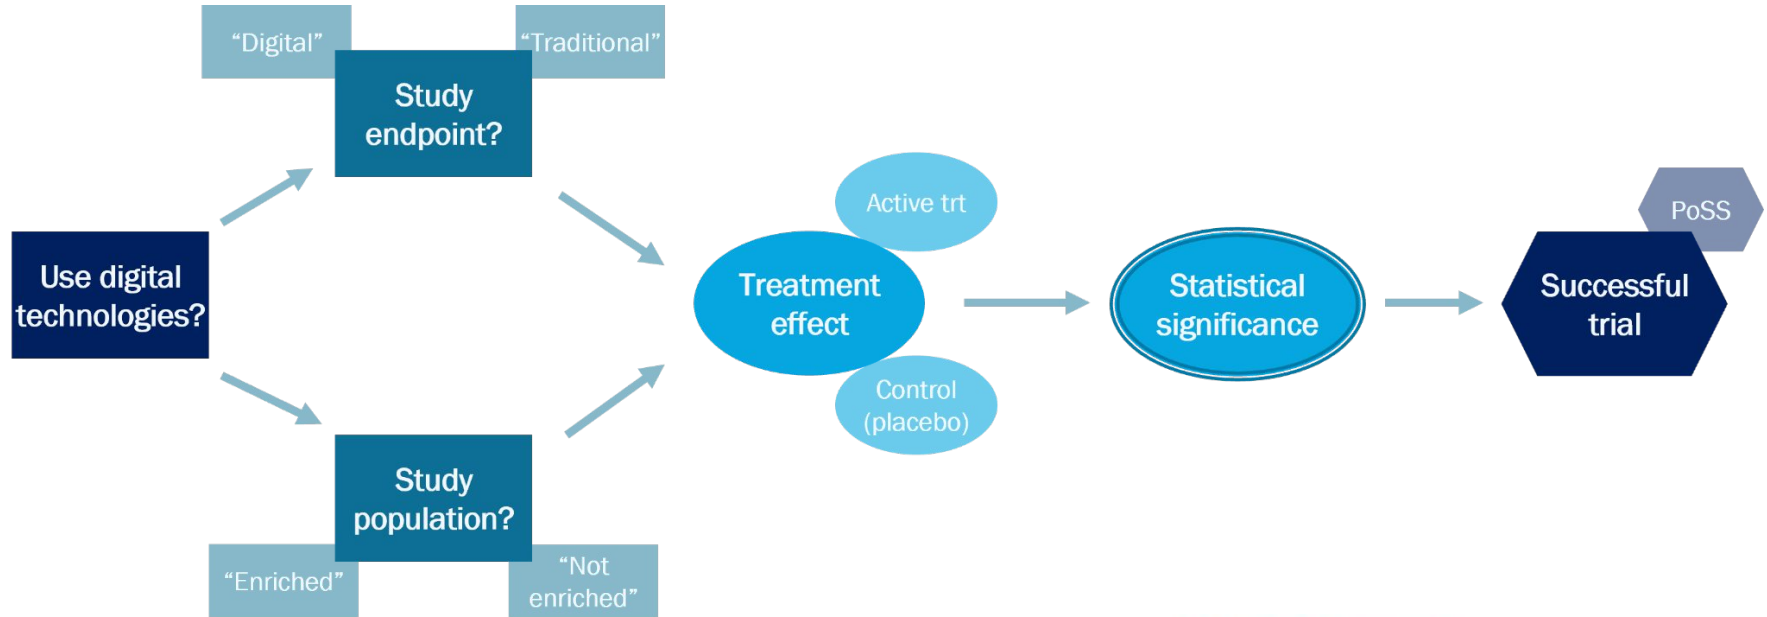 “Digital”
“Traditional”
Study
endpoint?
Use digital
technologies?
Study
population?
“Enriched”
“Not
enriched”
Active trt
Treatment
effect
Control
(placebo)
Statistical
significance
PoSS
Successful
trial